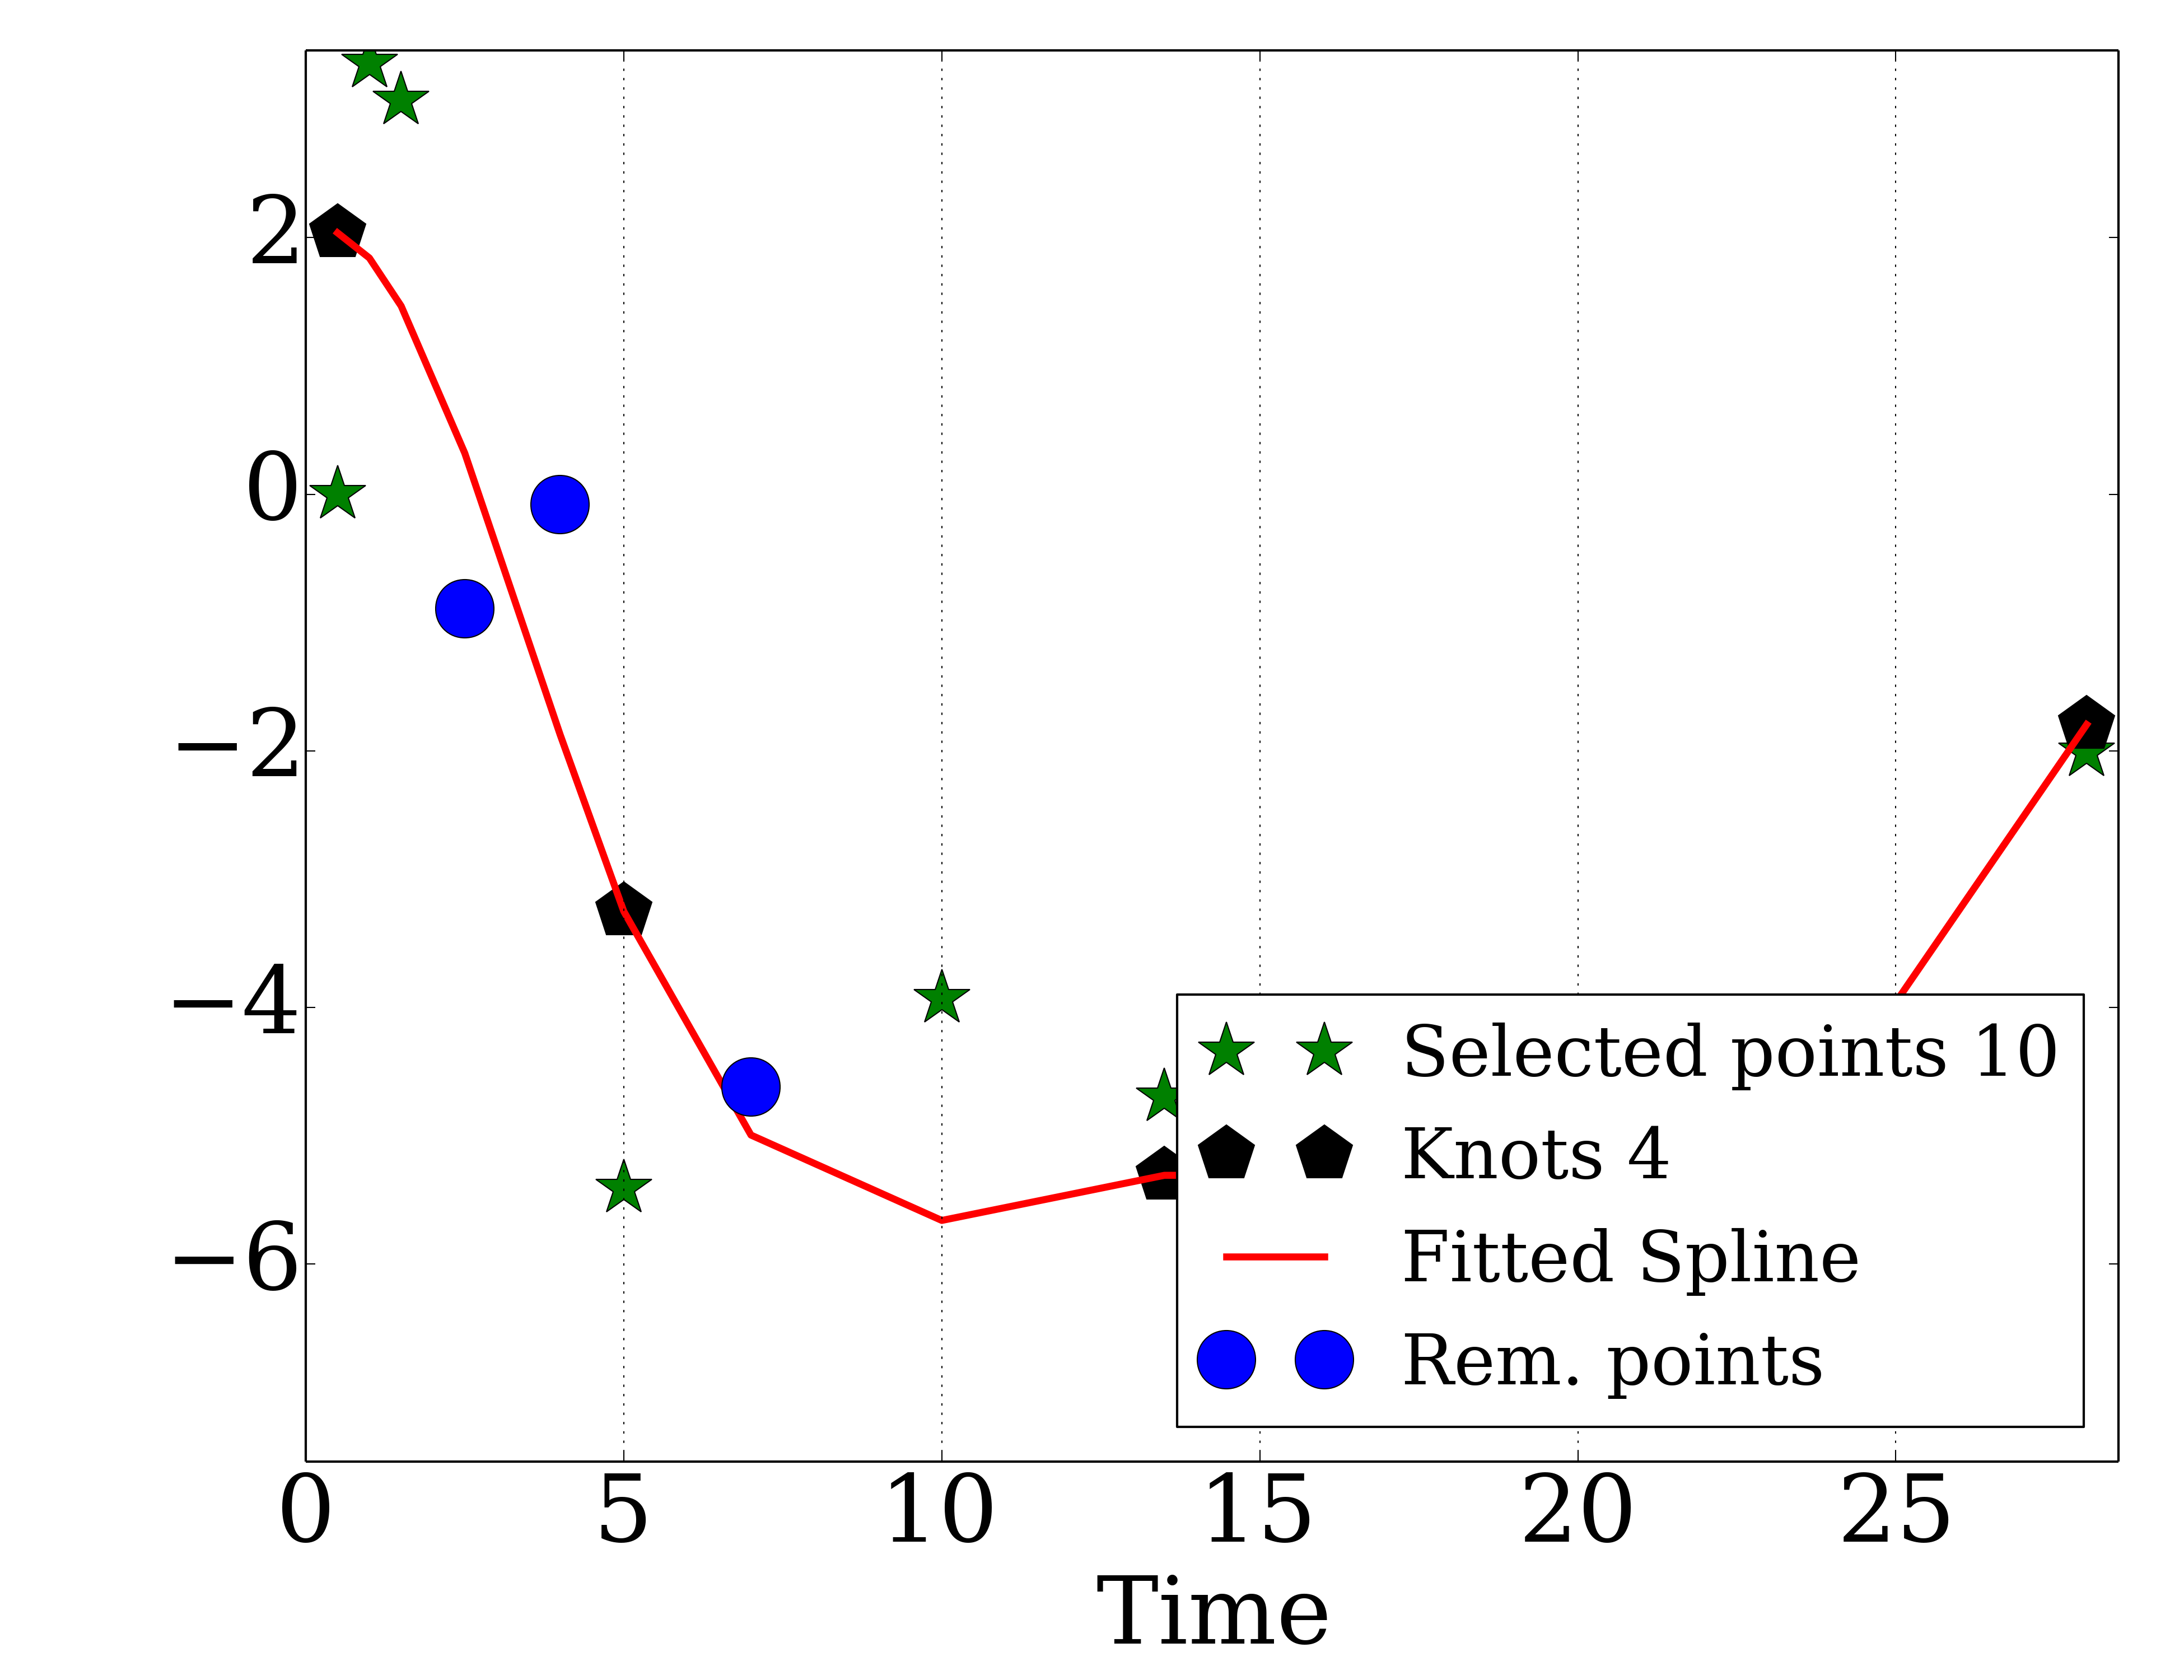 2
0
−2
−4
−6
Selected points 10
Knots 4
Fitted Spline
Rem. points
0 5 10 15 20 25
Time